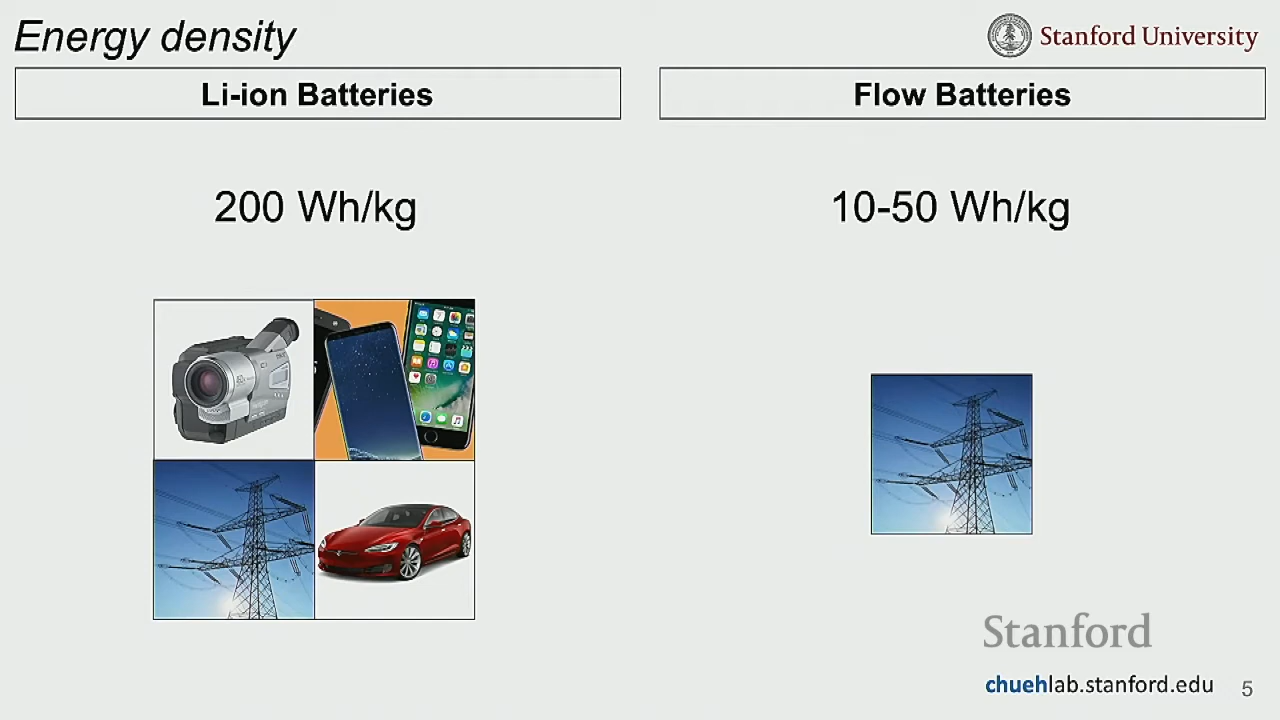 Energy density
Stanford University
Li-ion Batteries
Flow Batteries
200 Wh/kg
10-50 Wh/kg
Stanford
chuehlab.stanford.edu
5